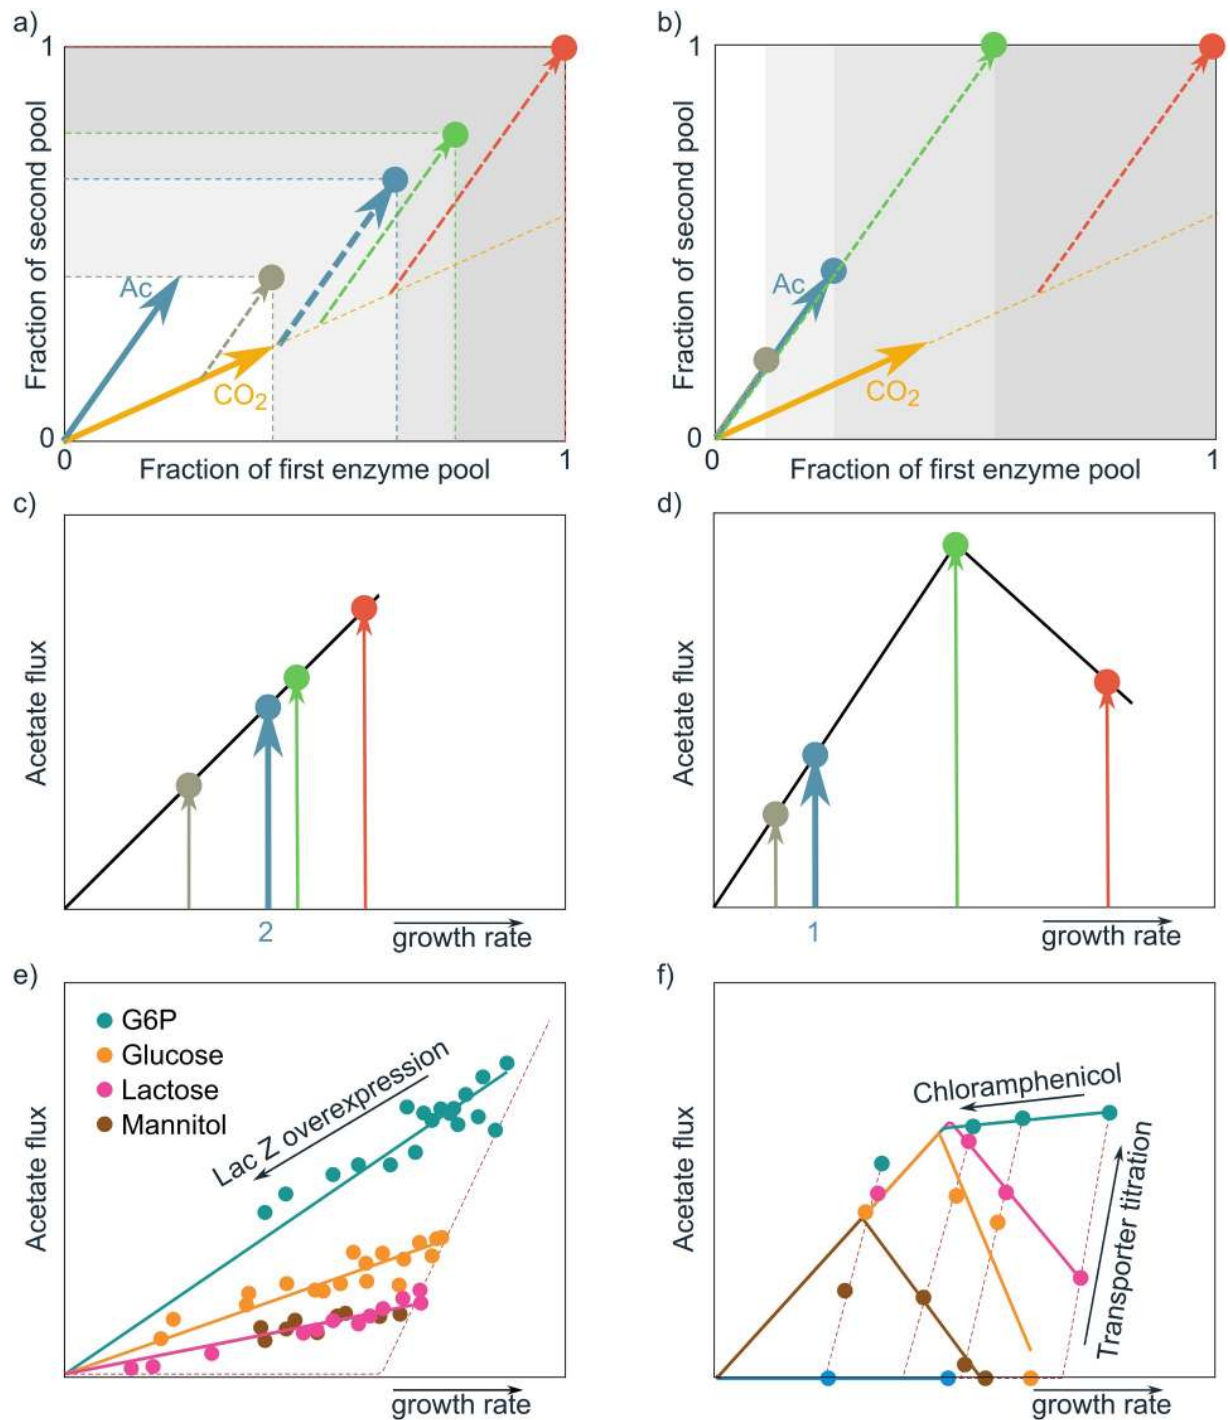 a)
1
Fraction of second pool
Ac
CO2
0
0
Fraction of first enzyme pool
1
b)
1
Fraction of second pool
Ac
CO2
0
0
Fraction of first enzyme pool
1
c)
Acetate flux
2
growth rate
d)
Acetate flux
1
growth rate
e)
Acetate flux
G6P
Glucose
Lactose
Mannitol
Lac Z overexpression
growth rate
f)
Acetate flux
Chloramphenicol
Transporter titration
growth rate